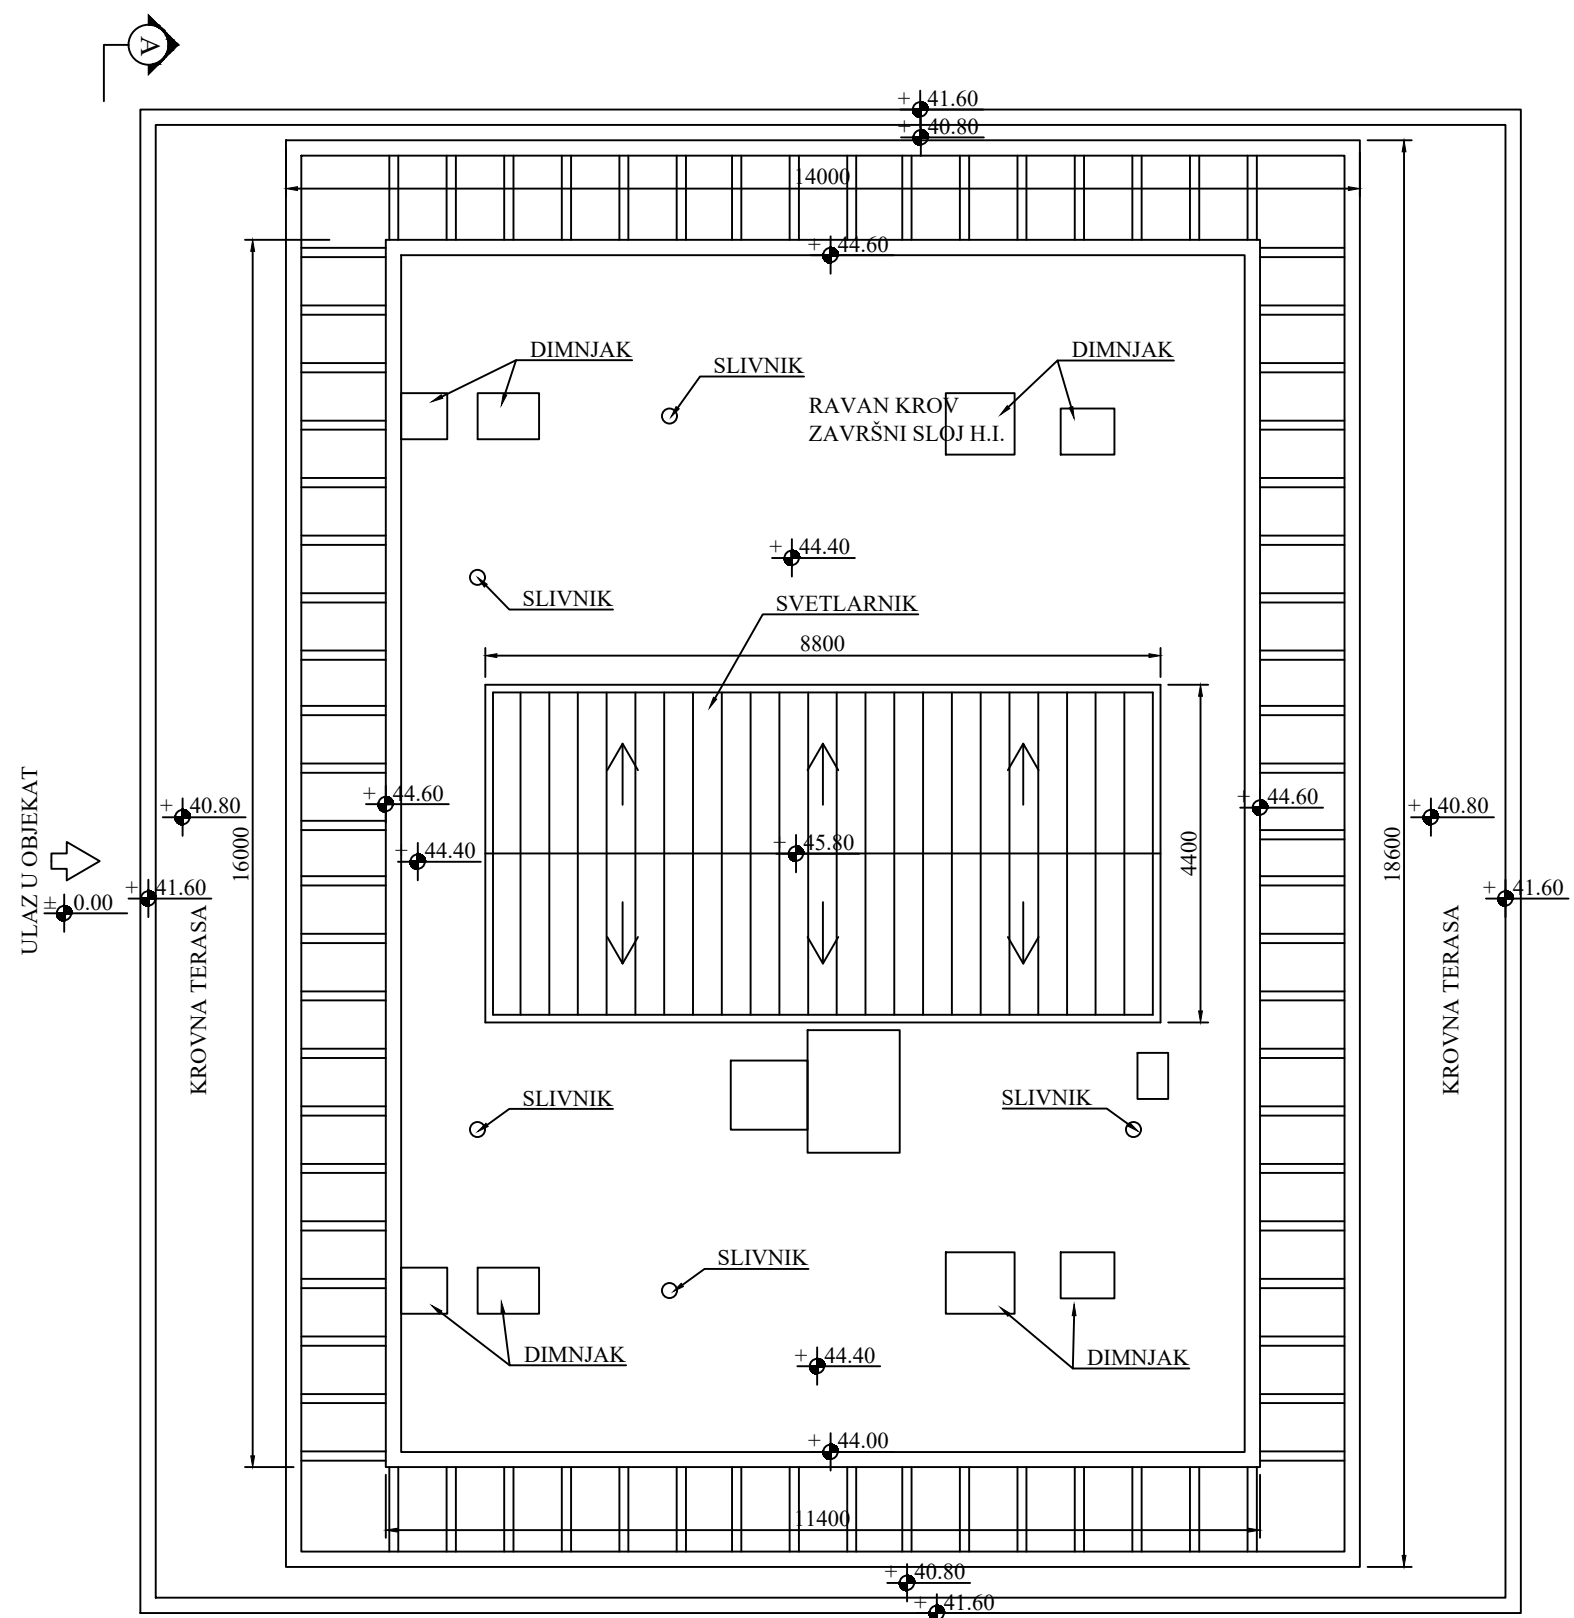 A
+ 41.60
+ 40.80
14000
+ 44.60
DIMNJAK
SLIVNIK
DIMNJAK
RAVAN KROV
ZAVRŠNI SLOJ H.I.
+ 44.40
SLIVNIK
SVETLARNIK
8800
ULAZ U OBJEKAT
± 0.00
+ 40.80
+ 41.60
KROVNA TERASA
16000
+ 44.60
+ 44.40
+ 45.80
4400
+ 44.60
18600
+ 40.80
+ 41.60
KROVNA TERASA
SLIVNIK
SLIVNIK
SLIVNIK
DIMNJAK
DIMNJAK
+ 44.40
+ 44.00
11400
+ 40.80
+ 41.60